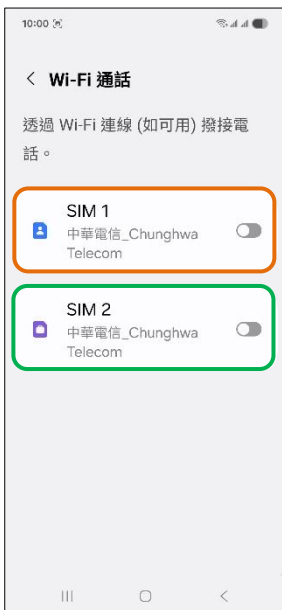 10:00
Wi-Fi 通話
透過 Wi-Fi 連線 (如可用) 撥接電
話。
SIM 1
中華電信_Chunghwa
Telecom
SIM 2
中華電信_Chunghwa
Telecom